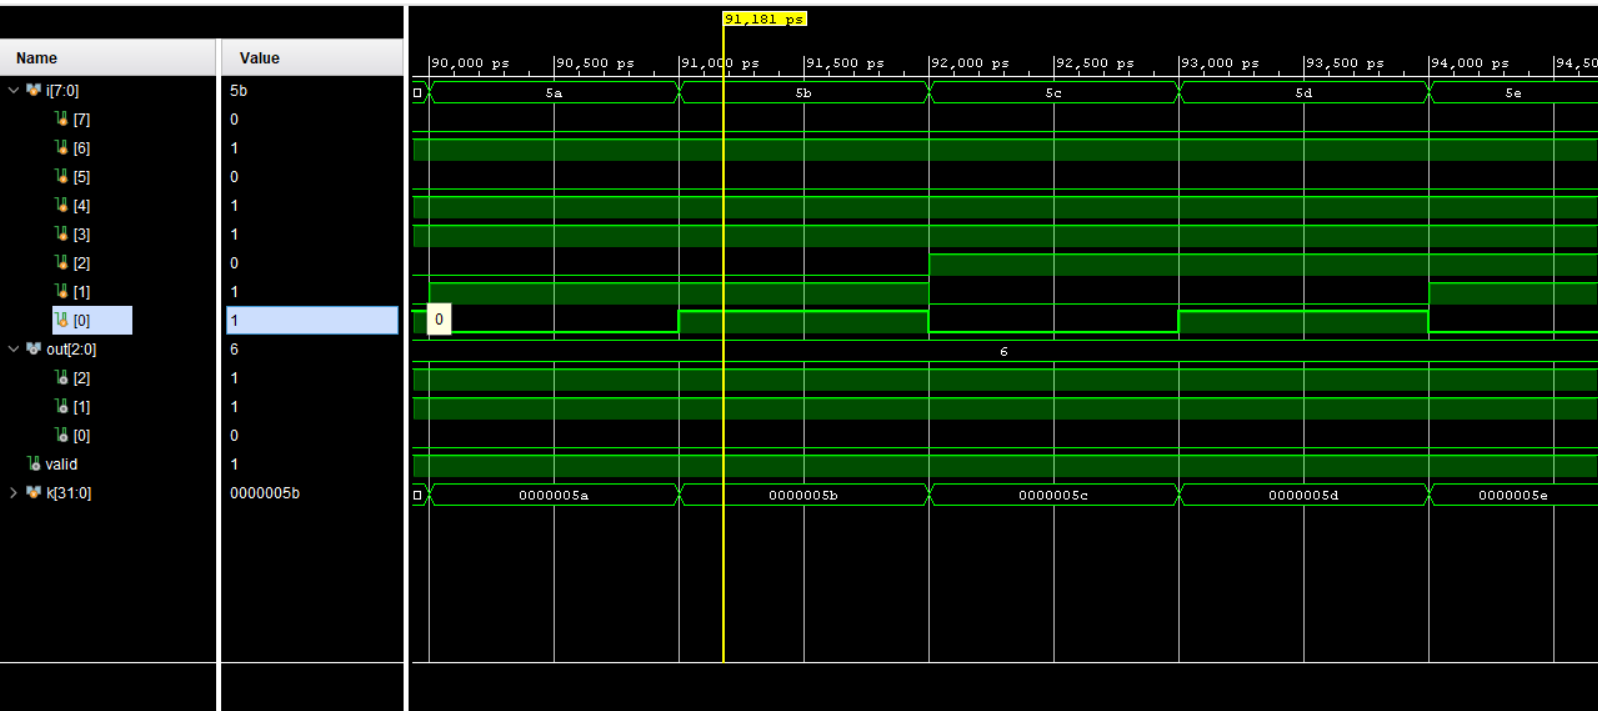 91,181 ps
Name Value
90,000 ps 90,500 ps 91,000 ps 91,500 ps 92,000 ps 92,500 ps 93,000 ps 93,500 ps 94,000 ps 94,50
i[7:0] 5b 5a 5b 5c 5d 5e
[7] 0
[6] 1
[5] 0
[4] 1
[3] 1
[2] 0
[1] 1
[0] 1 0
out[2:0] 6 6
[2] 1
[1] 1
[0] 0
valid 1
k[31:0] 0000005b 0000005a 0000005b 0000005c 0000005d 0000005e